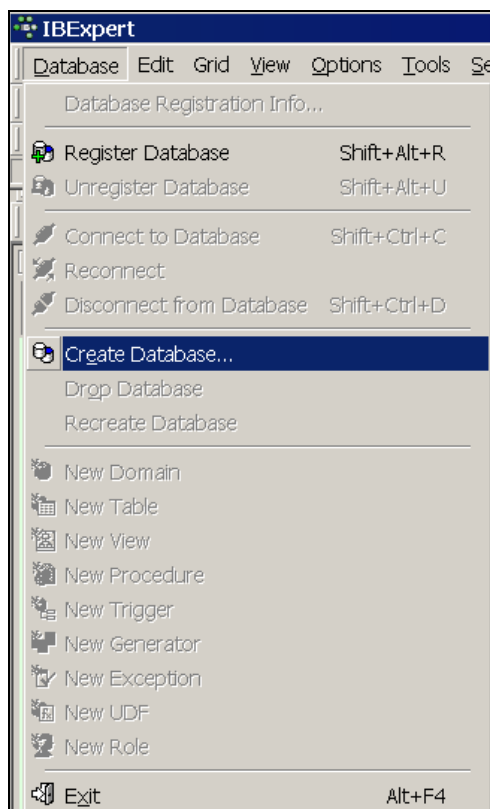 IBExpert
Database Edit Grid View Options Tools Se
Database Registration Info...
Register Database Shift+Alt+R
Unregister Database Shift+Alt+U
Connect to Database Shift+Ctrl+C
Reconnect
Disconnect from Database Shift+Ctrl+D
Create Database...
Drop Database
Recreate Database
New Domain
New Table
New View
New Procedure
New Trigger
New Generator
New Exception
New UDF
New Role
Exit Alt+F4